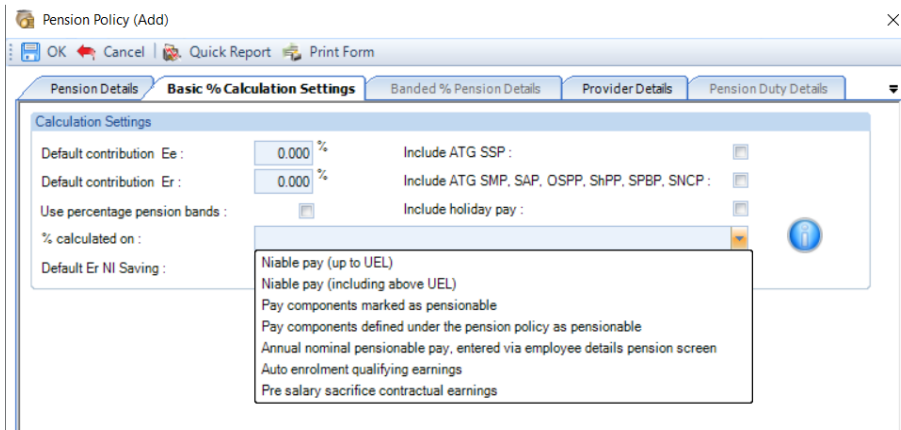 Pension Policy (Add)
OK Cancel Quick Report Print Form
Pension Details Basic % Calculation Settings Banded % Pension Details Provider Details Pension Duty Details
Calculation Settings
Default contribution Ee : 0.000 % Include ATG SSP :
Default contribution Er : 0.000 % Include ATG SMP, SAP, OSPP, ShPP, SPBP, SNCP :
Use percentage pension bands : Include holiday pay :
% calculated on :
Default Er NI Saving :
Niable pay (up to UEL)
Niable pay (including above UEL)
Pay components marked as pensionable
Pay components defined under the pension policy as pensionable
Annual nominal pensionable pay, entered via employee details pension screen
Auto enrolment qualifying earnings
Pre salary sacrifice contractual earnings